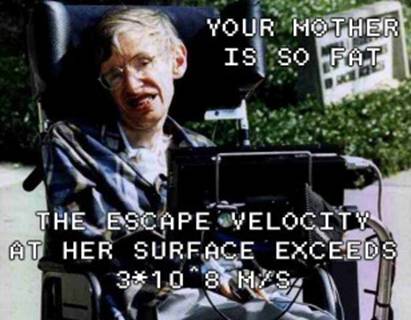 YOUR MOTHER
IS SO FAT
THE ESCAPE VELOCITY
AT HER SURFACE EXCEEDS
3*10^8 M/S